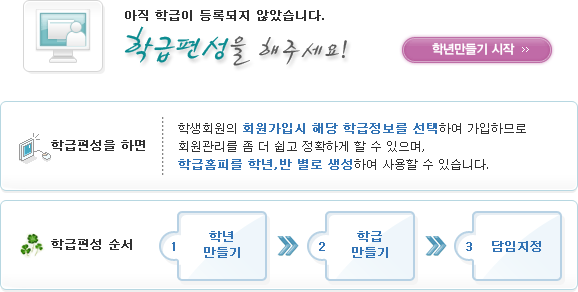 아직 학급이 등록되지 않았습니다.
학급편성을 해주세요!
학년만들기 시작 >>
학급편성을 하면
학생회원의 회원가입시 해당 학급정보를 선택하여 가입하므로
회원관리를 좀 더 쉽고 정확하게 할 수 있으며,
학급홈피를 학년,반 별로 생성하여 사용할 수 있습니다.
학급편성 순서
1 학년
만들기
2 학급
만들기
3 담임지정